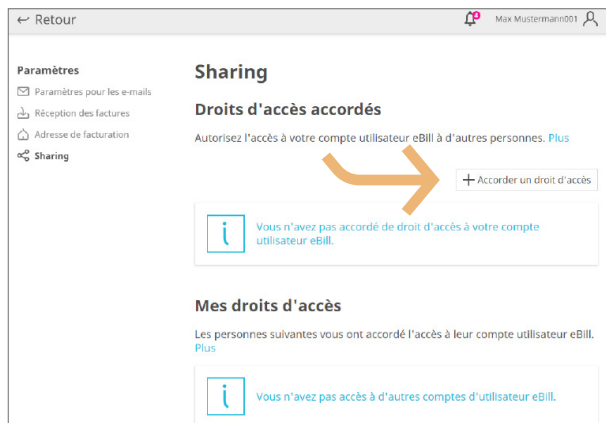 ← Retour
4
Max Mustermann001
Paramètres
Paramètres pour les e-mails
Réception des factures
Adresse de facturation
Sharing
Sharing
Droits d'accès accordés
Autorisez l'accès à votre compte utilisateur eBill à d'autres personnes. Plus
+ Accorder un droit d'accès
Vous n'avez pas accordé de droit d'accès à votre compte
utilisateur eBill.
Mes droits d'accès
Les personnes suivantes vous ont accordé l'accès à leur compte utilisateur eBill.
Plus
Vous n'avez pas accès à d'autres comptes d'utilisateur eBill.